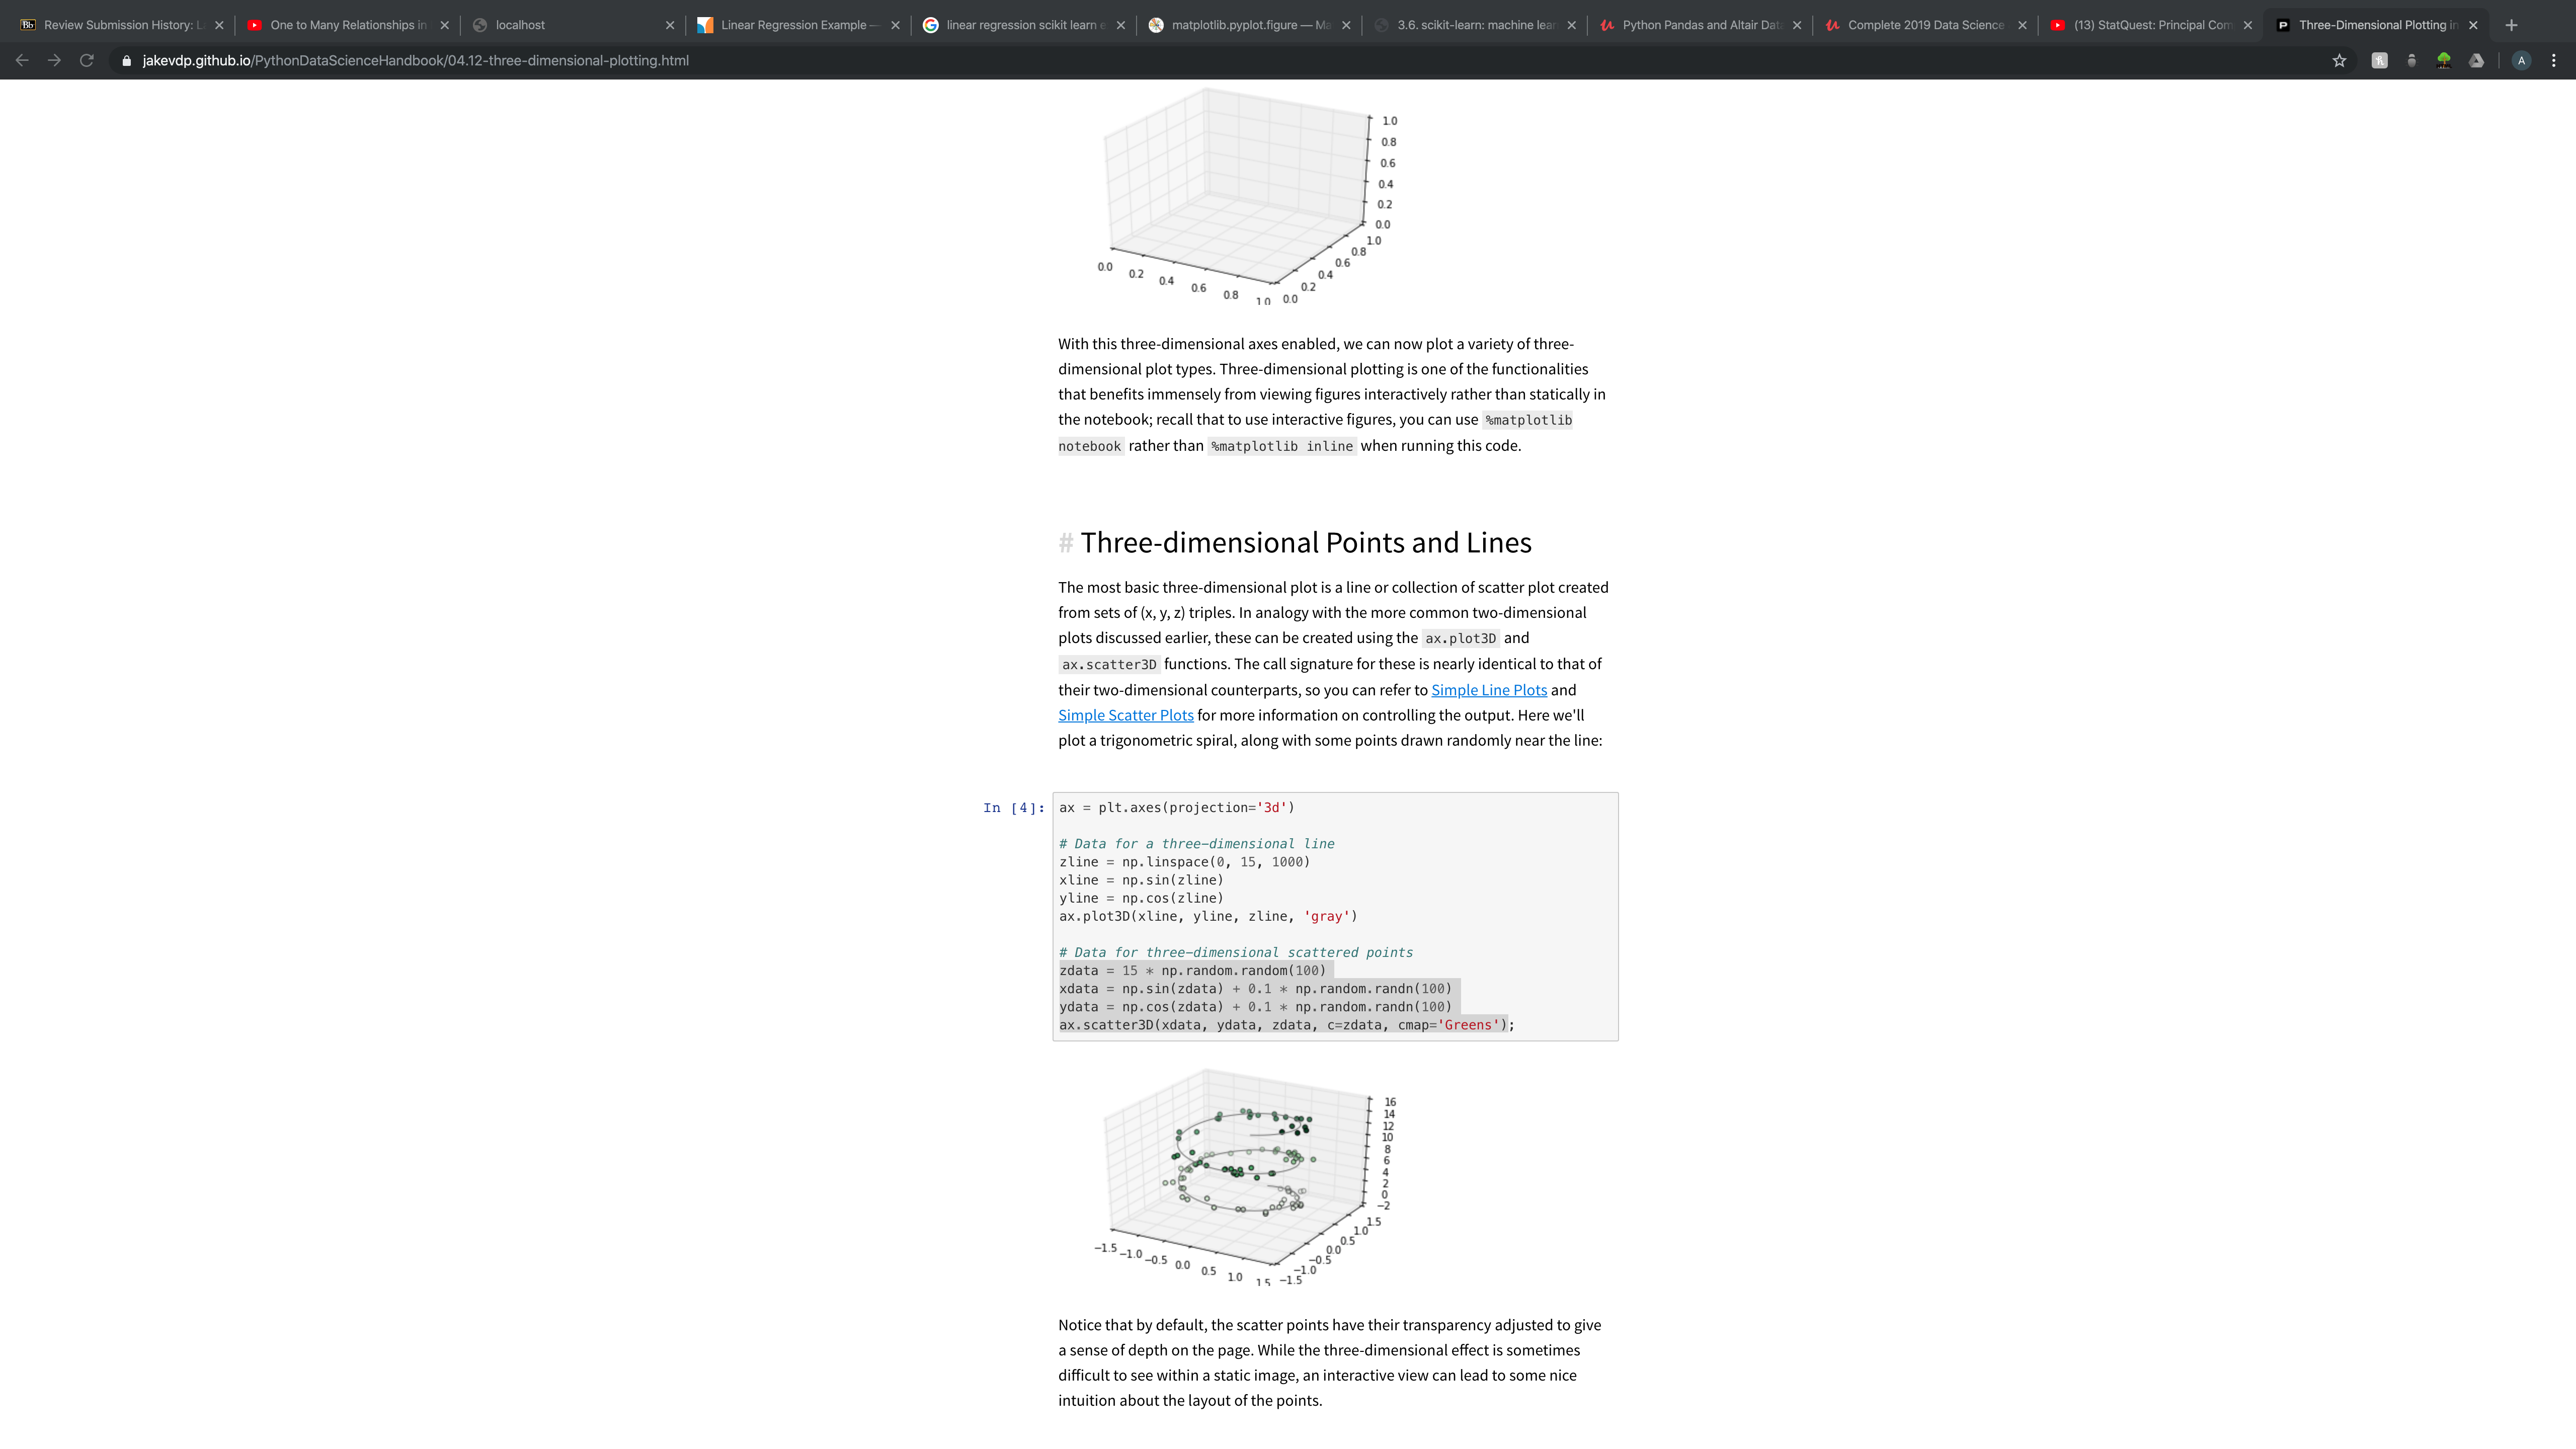 Review Submission History: L
One to Many Relationships in
localhost
Linear Regression Example —
linear regression scikit learn e
matplotlib.pyplot.figure — Ma
3.6. scikit-learn: machine lear
Python Pandas and Altair Data
Complete 2019 Data Science
(13) StatQuest: Principal Com
Three-Dimensional Plotting in
jakevdp.github.io/PythonDataScienceHandbook/04.12-three-dimensional-plotting.html
A
1.0
0.8
0.6
0.4
0.2
0.0
1.0
0.8
0.6
0.4
0.2
0.0
0.0
0.2
0.4
0.6
0.8
1.0
With this three-dimensional axes enabled, we can now plot a variety of three-
dimensional plot types. Three-dimensional plotting is one of the functionalities
that benefits immensely from viewing figures interactively rather than statically in
the notebook; recall that to use interactive figures, you can use %matplotlib
notebook rather than %matplotlib inline when running this code.
# Three-dimensional Points and Lines
The most basic three-dimensional plot is a line or collection of scatter plot created
from sets of (x, y, z) triples. In analogy with the more common two-dimensional
plots discussed earlier, these can be created using the ax.plot3D and
ax.scatter3D functions. The call signature for these is nearly identical to that of
their two-dimensional counterparts, so you can refer to Simple Line Plots and
Simple Scatter Plots for more information on controlling the output. Here we'll
plot a trigonometric spiral, along with some points drawn randomly near the line:
In [4]:
ax = plt.axes(projection='3d')
# Data for a three-dimensional line
zline = np.linspace(0, 15, 1000)
xline = np.sin(zline)
yline = np.cos(zline)
ax.plot3D(xline, yline, zline, 'gray')
# Data for three-dimensional scattered points
zdata = 15 * np.random.random(100)
xdata = np.sin(zdata) + 0.1 * np.random.randn(100)
ydata = np.cos(zdata) + 0.1 * np.random.randn(100)
ax.scatter3D(xdata, ydata, zdata, c=zdata, cmap='Greens');
16
14
12
10
8
6
4
2
0
−2
1.5
1.0
0.5
0.0
−0.5
−1.0
−1.5
−1.5
−1.0
−0.5
0.0
0.5
1.0
1.5
Notice that by default, the scatter points have their transparency adjusted to give
a sense of depth on the page. While the three-dimensional effect is sometimes
difficult to see within a static image, an interactive view can lead to some nice
intuition about the layout of the points.